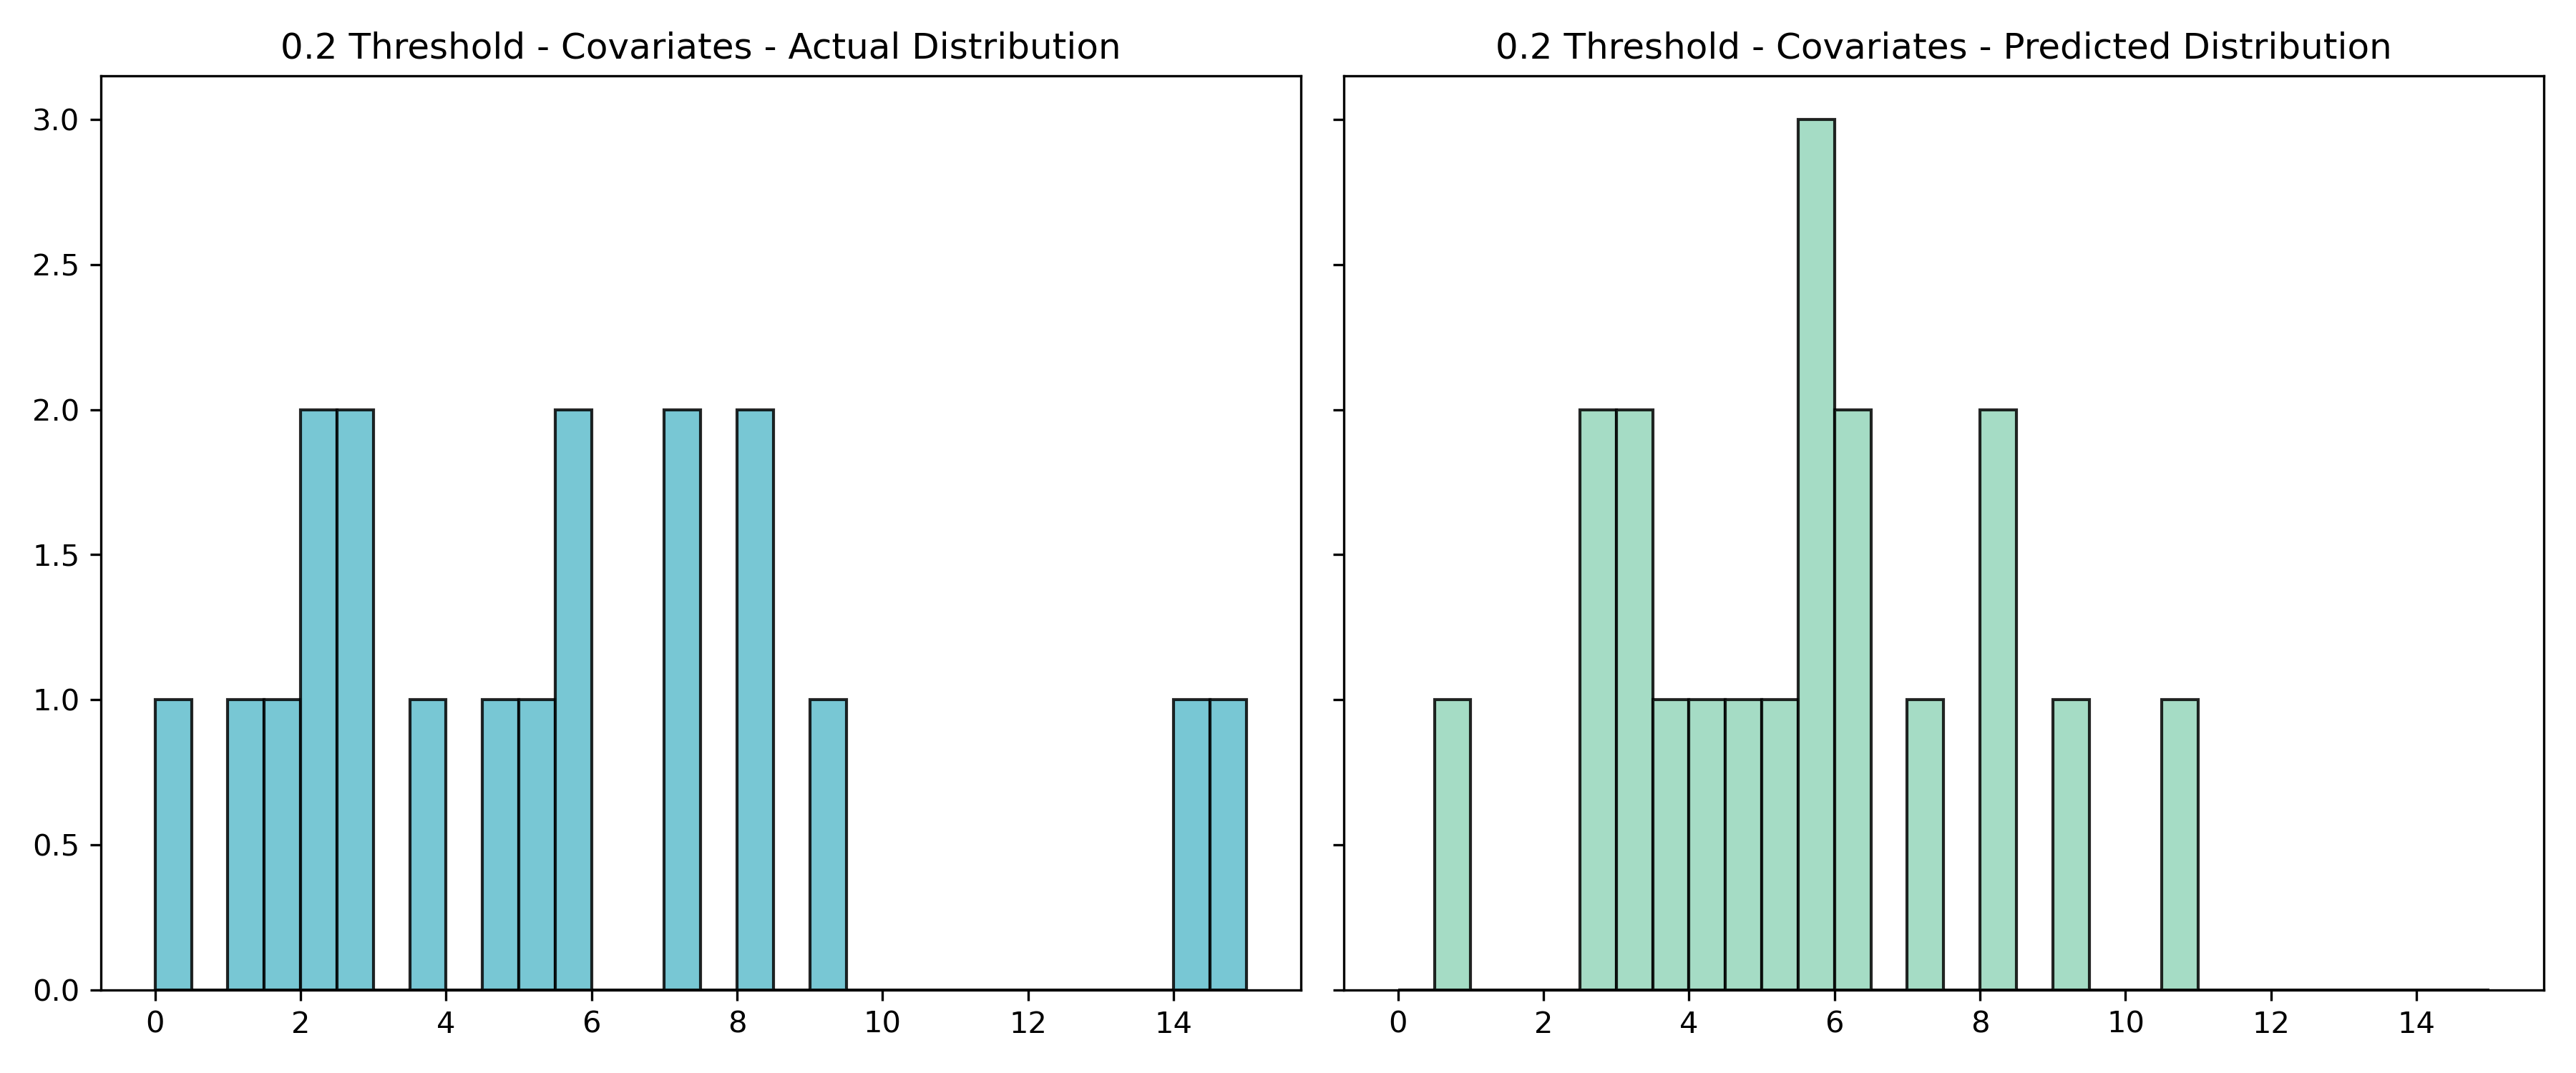 0.2 Threshold - Covariates - Actual Distribution
3.0
2.5
2.0
1.5
1.0
0.5
0.0
0 2 4 6 8 10 12 14
0.2 Threshold - Covariates - Predicted Distribution
0 2 4 6 8 10 12 14